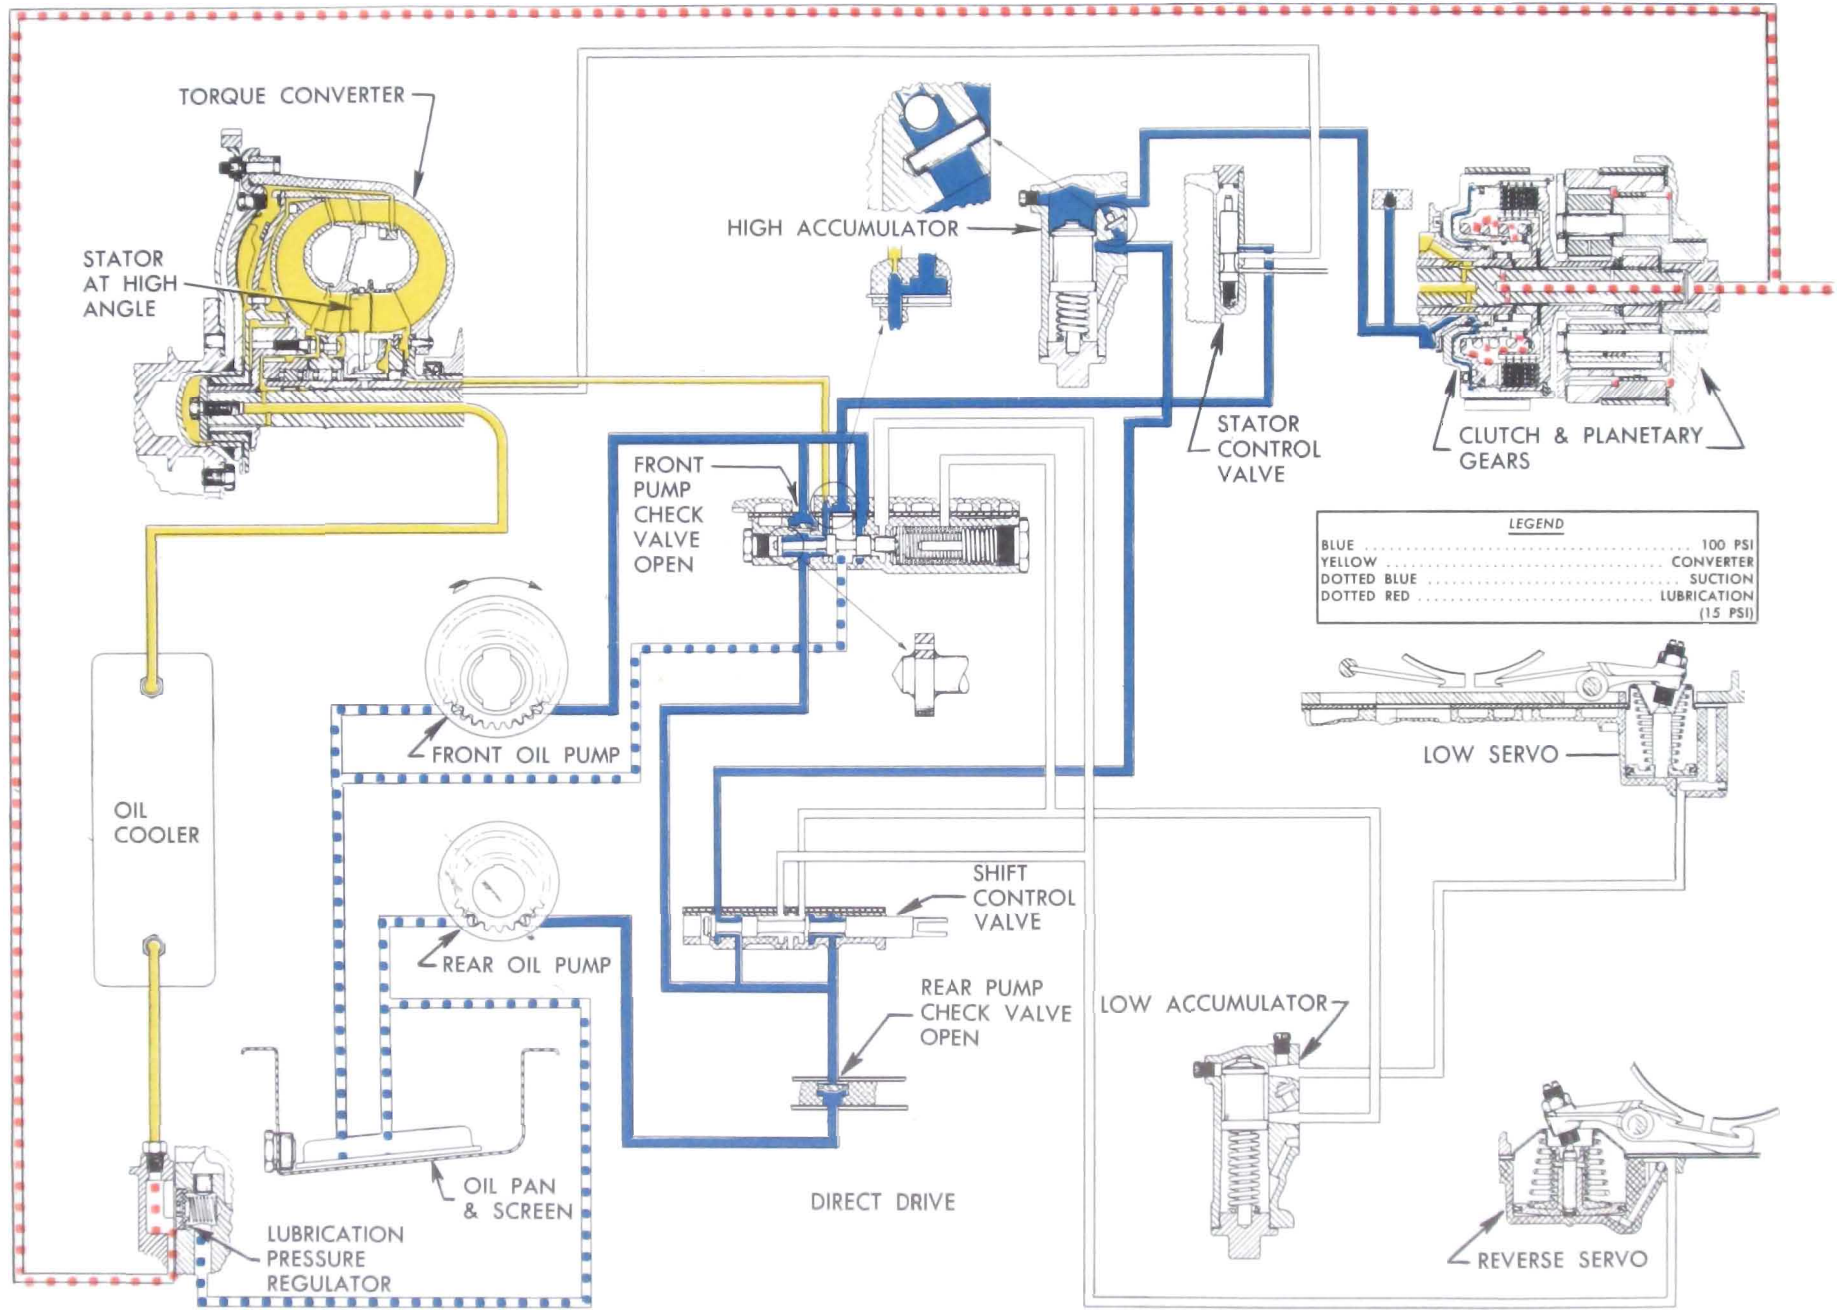 TORQUE CONVERTER
STATOR
AT HIGH
ANGLE
HIGH ACCUMULATOR
STATOR
CONTROL
VALVE
CLUTCH & PLANETARY
GEARS
FRONT
PUMP
CHECK
VALVE
OPEN
LEGEND
BLUE ........ 100 PSI
YELLOW ........ CONVERTER
DOTTED BLUE ........ SUCTION
DOTTED RED ........ LUBRICATION
(15 PSI)
FRONT OIL PUMP
LOW SERVO
OIL
COOLER
SHIFT
CONTROL
VALVE
REAR OIL PUMP
REAR PUMP
CHECK VALVE
OPEN
LOW ACCUMULATOR
OIL PAN
& SCREEN
DIRECT DRIVE
LUBRICATION
PRESSURE
REGULATOR
REVERSE SERVO